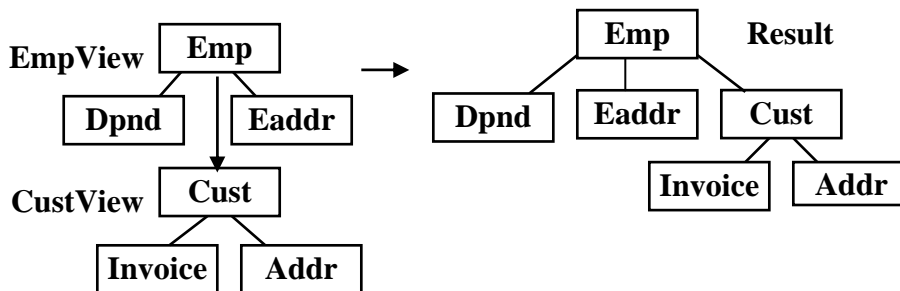 EmpView
Emp
Dpnd
Eaddr
CustView
Cust
Invoice
Addr
Emp
Result
Dpnd
Eaddr
Cust
Invoice
Addr